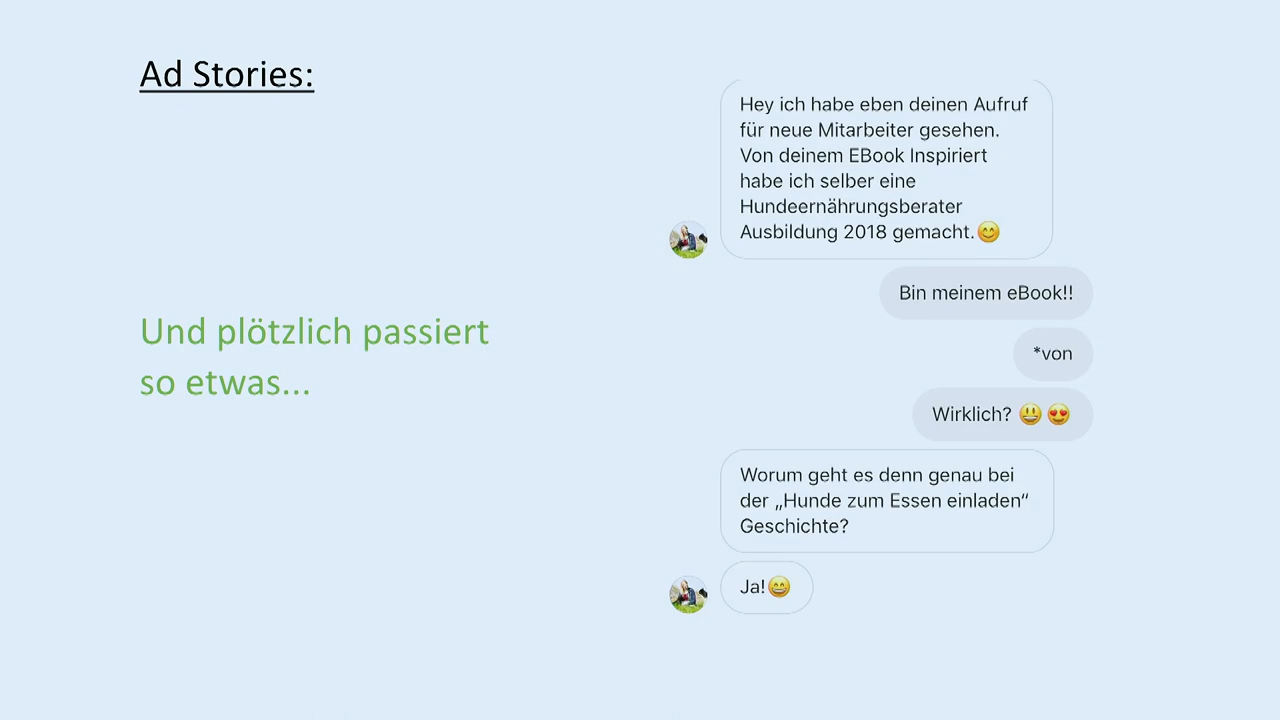 Ad Stories:
Und plötzlich passiert
so etwas...
Hey ich habe eben deinen Aufruf
für neue Mitarbeiter gesehen.
Von deinem EBook Inspiriert
habe ich selber eine
Hundeernährungsberater
Ausbildung 2018 gemacht.😊
Bin meinem eBook!!
*von
Wirklich? 😃😍
Worum geht es denn genau bei
der „Hunde zum Essen einladen“
Geschichte?
Ja!😄